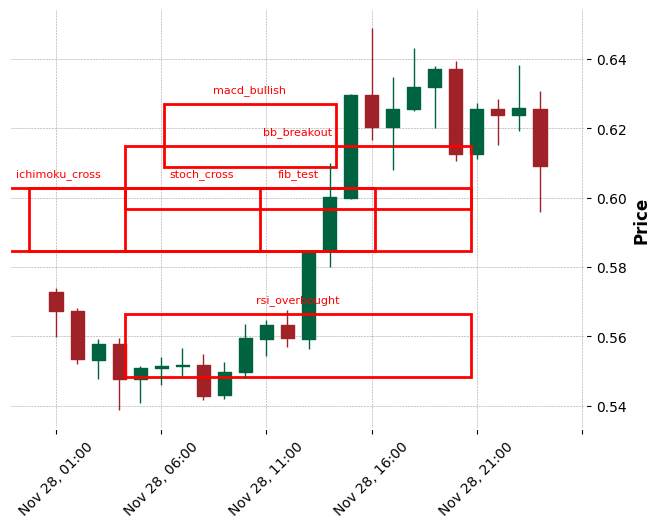 macd_bullish
bb_breakout
ichimoku_cross
stoch_cross
fib_test
rsi_overbought
0.64
0.62
0.60
0.58
0.56
0.54
Price
Nov 28, 01:00
Nov 28, 06:00
Nov 28, 11:00
Nov 28, 16:00
Nov 28, 21:00